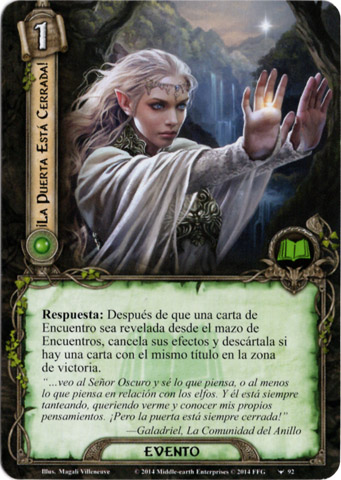 1
¡La Puerta Está Cerrada!
Respuesta: Después de que una carta de
Encuentro sea revelada desde el mazo de
Encuentros, cancela sus efectos y descártala si
hay una carta con el mismo título en la zona
de victoria.
“...veo al Señor Oscuro y sé lo que piensa, o al menos
lo que piensa en relación con los elfos. Y él está siempre
tanteando, queriendo verme y conocer mis propios
pensamientos. ¡Pero la puerta está siempre cerrada!”
—Galadriel, La Comunidad del Anillo
Evento
Illus. Magali Villeneuve © 2014 Middle-earth Enterprises © 2014 FFG 92